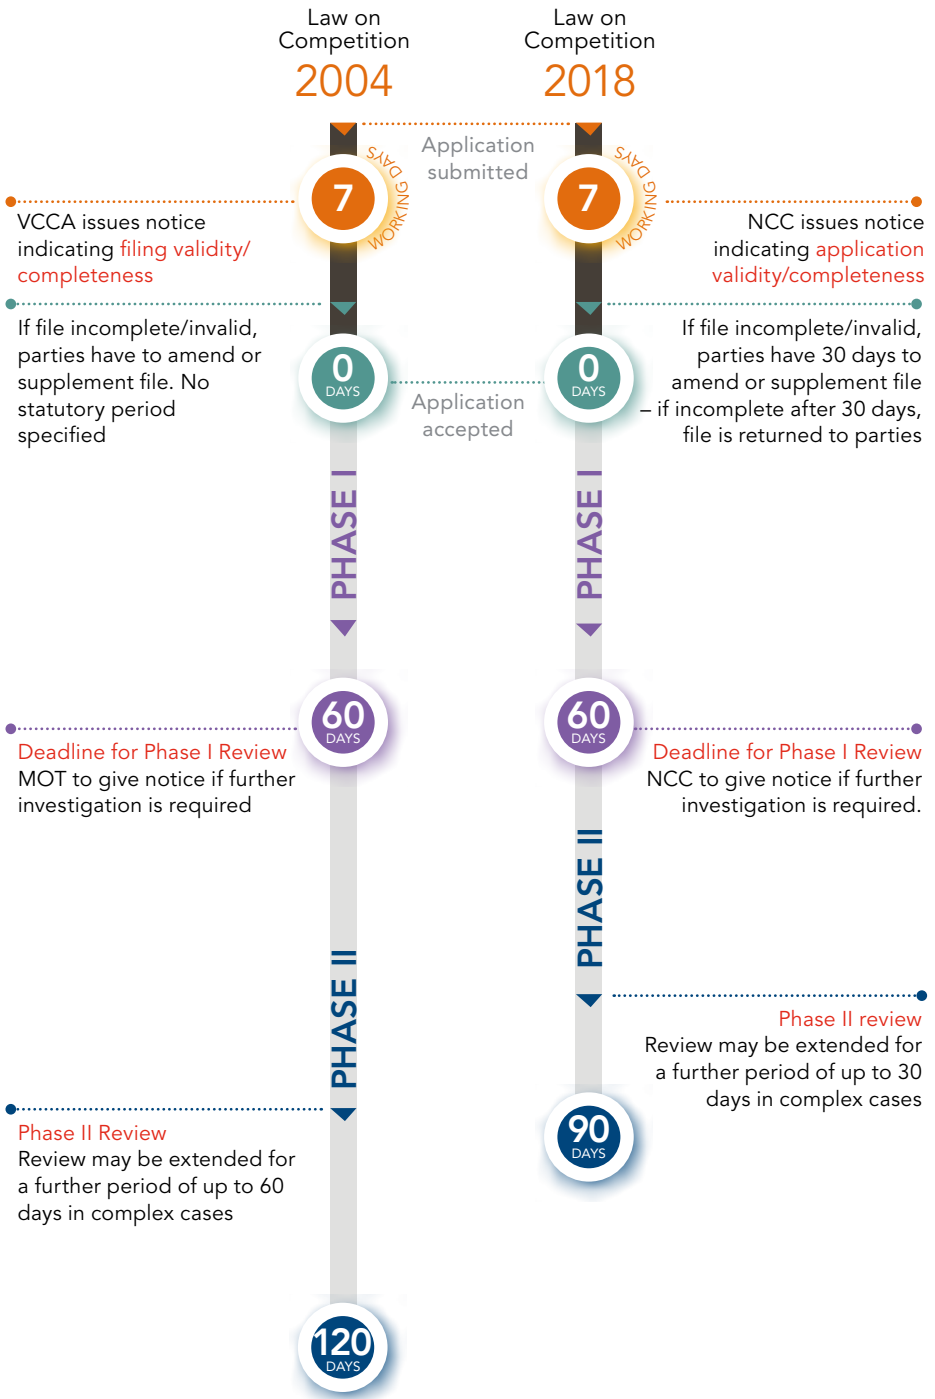 Law on
Competition
2004
Law on
Competition
2018
Application
submitted
7
WORKING DAYS
7
WORKING DAYS
VCCA issues notice
indicating filing validity/
completeness
NCC issues notice
indicating application
validity/completeness
If file incomplete/invalid,
parties have to amend or
supplement file. No
statutory period
specified
0
DAYS
Application
accepted
0
DAYS
If file incomplete/invalid,
parties have 30 days to
amend or supplement file
– if incomplete after 30 days,
file is returned to parties
PHASE I
PHASE I
60
DAYS
60
DAYS
Deadline for Phase I Review
MOT to give notice if further
investigation is required
Deadline for Phase I Review
NCC to give notice if further
investigation is required.
PHASE II
PHASE II
Phase II review
Review may be extended for
a further period of up to 30
days in complex cases
90
DAYS
Phase II Review
Review may be extended for
a further period of up to 60
days in complex cases
120
DAYS